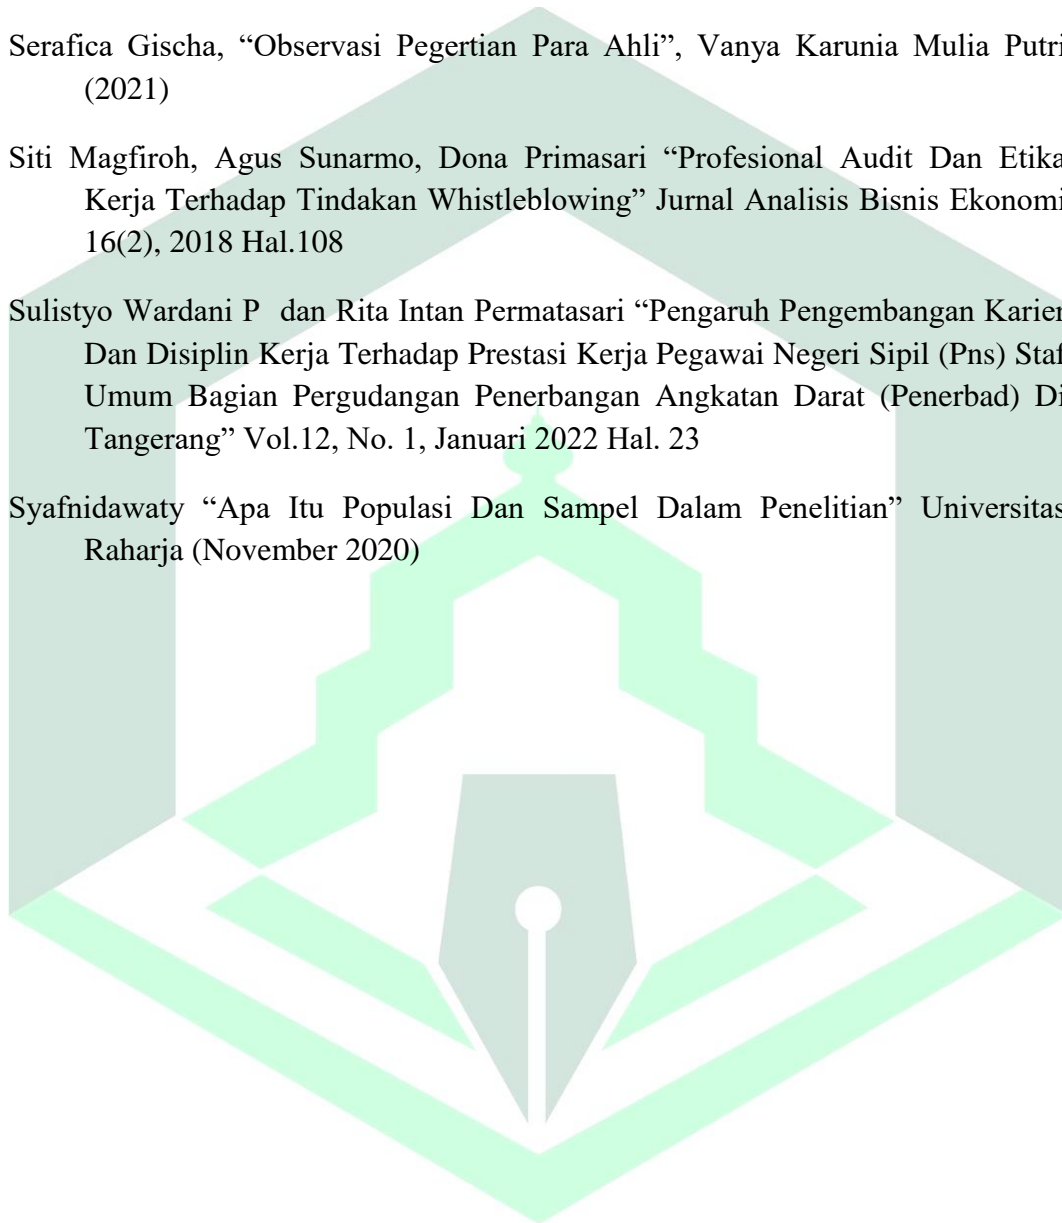 Serafica Gischa, “Observasi Pegertian Para Ahli”, Vanya Karunia Mulia Putri
(2021)
Siti Magfiroh, Agus Sunarmo, Dona Primasari “Profesional Audit Dan Etika
Kerja Terhadap Tindakan Whistleblowing” Jurnal Analisis Bisnis Ekonomi
16(2), 2018 Hal.108
Sulistyo Wardani P dan Rita Intan Permatasari “Pengaruh Pengembangan Karier
Dan Disiplin Kerja Terhadap Prestasi Kerja Pegawai Negeri Sipil (Pns) Staf
Umum Bagian Pergudangan Penerbangan Angkatan Darat (Penerbad) Di
Tangerang” Vol.12, No. 1, Januari 2022 Hal. 23
Syafnidawaty “Apa Itu Populasi Dan Sampel Dalam Penelitian” Universitas
Raharja (November 2020)